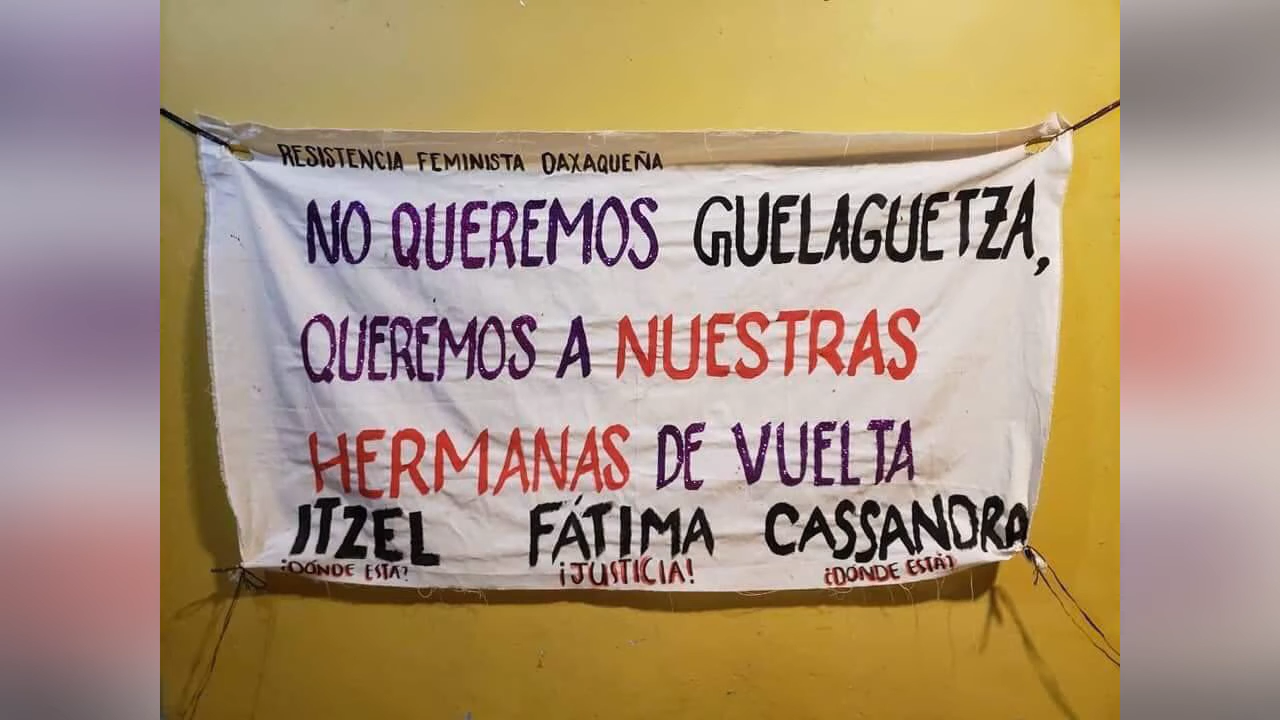 RESISTENCIA FEMINISTA OAXAQUEÑA
NO QUEREMOS GUELAGUETZA,
QUEREMOS A NUESTRAS
HERMANAS DE VUELTA
ITZEL FÁTIMA CASSANDRA
¿DÓNDE ESTÁ? ¡JUSTICIA! ¿DÓNDE ESTÁ?